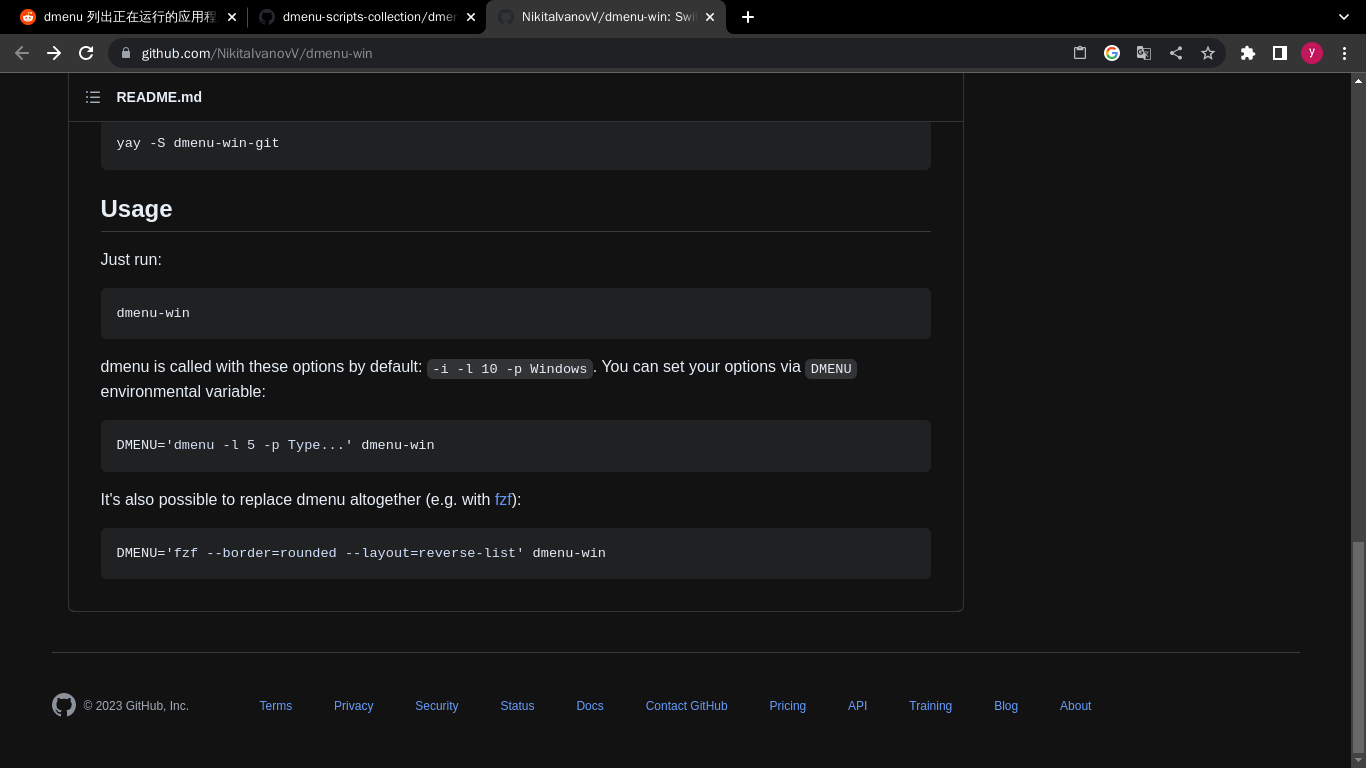 dmenu 列出正在运行的应用程
dmenu-scripts-collection/dmen
NikitaIvanovV/dmenu-win: Swi
github.com/NikitaIvanovV/dmenu-win
y
README.md
yay -S dmenu-win-git
Usage
Just run:
dmenu-win
dmenu is called with these options by default: -i -l 10 -p Windows. You can set your options via DMENU
environmental variable:
DMENU='dmenu -l 5 -p Type...' dmenu-win
It's also possible to replace dmenu altogether (e.g. with fzf):
DMENU='fzf --border=rounded --layout=reverse-list' dmenu-win
© 2023 GitHub, Inc.
Terms
Privacy
Security
Status
Docs
Contact GitHub
Pricing
API
Training
Blog
About